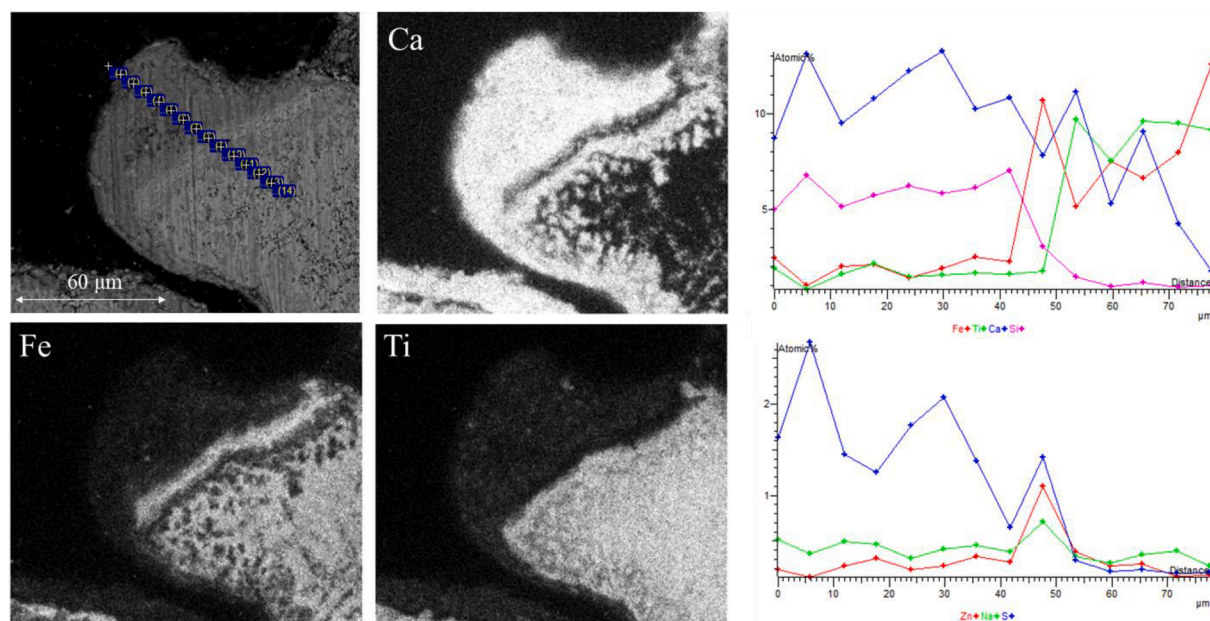 (14)
60 μm
Ca
Fe
Ti
Atomic %
10
5
Distance
0 10 20 30 40 50 60 70
μm
Fe Ti Ca Si
Atomic %
2
1
Distance
0 10 20 30 40 50 60 70
μm
Zn Na S